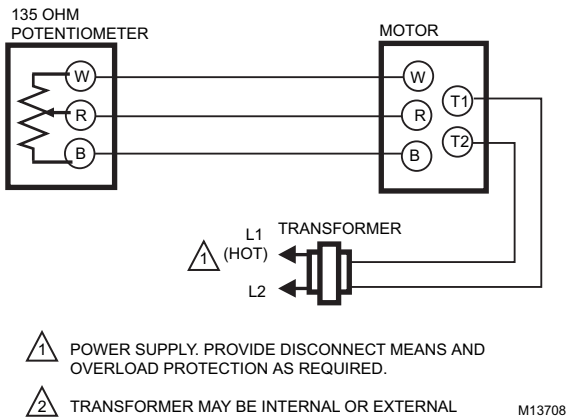 135 OHM
POTENTIOMETER
MOTOR
W
R
B
W
R
B
T1
T2
TRANSFORMER
1
L1
(HOT)
L2
1 POWER SUPPLY. PROVIDE DISCONNECT MEANS AND
OVERLOAD PROTECTION AS REQUIRED.
2 TRANSFORMER MAY BE INTERNAL OR EXTERNAL
M13708